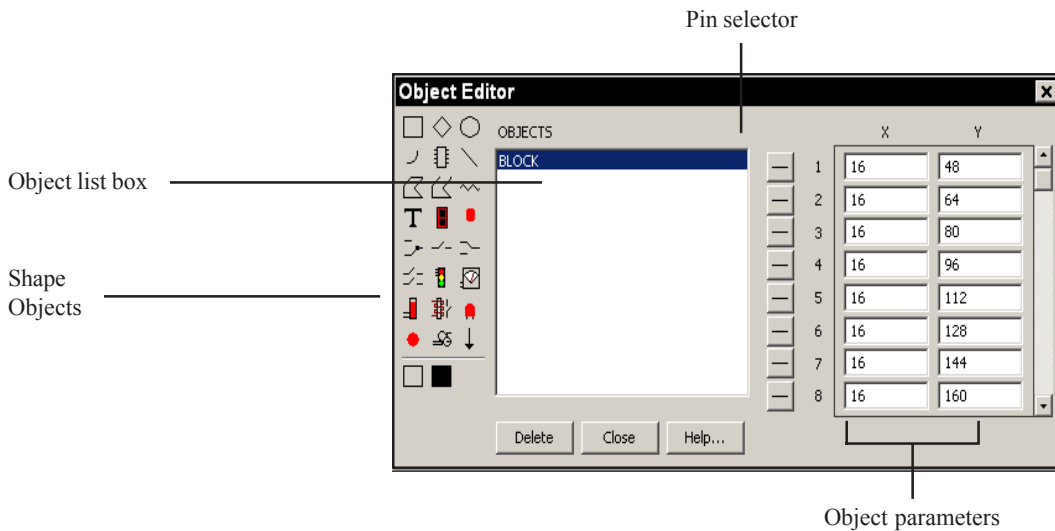 Pin selector
Object Editor
OBJECTS
X Y
BLOCK
1 16 48
2 16 64
3 16 80
4 16 96
5 16 112
6 16 128
7 16 144
8 16 160
T
Delete Close Help...
Object list box
Shape
Objects
Object parameters